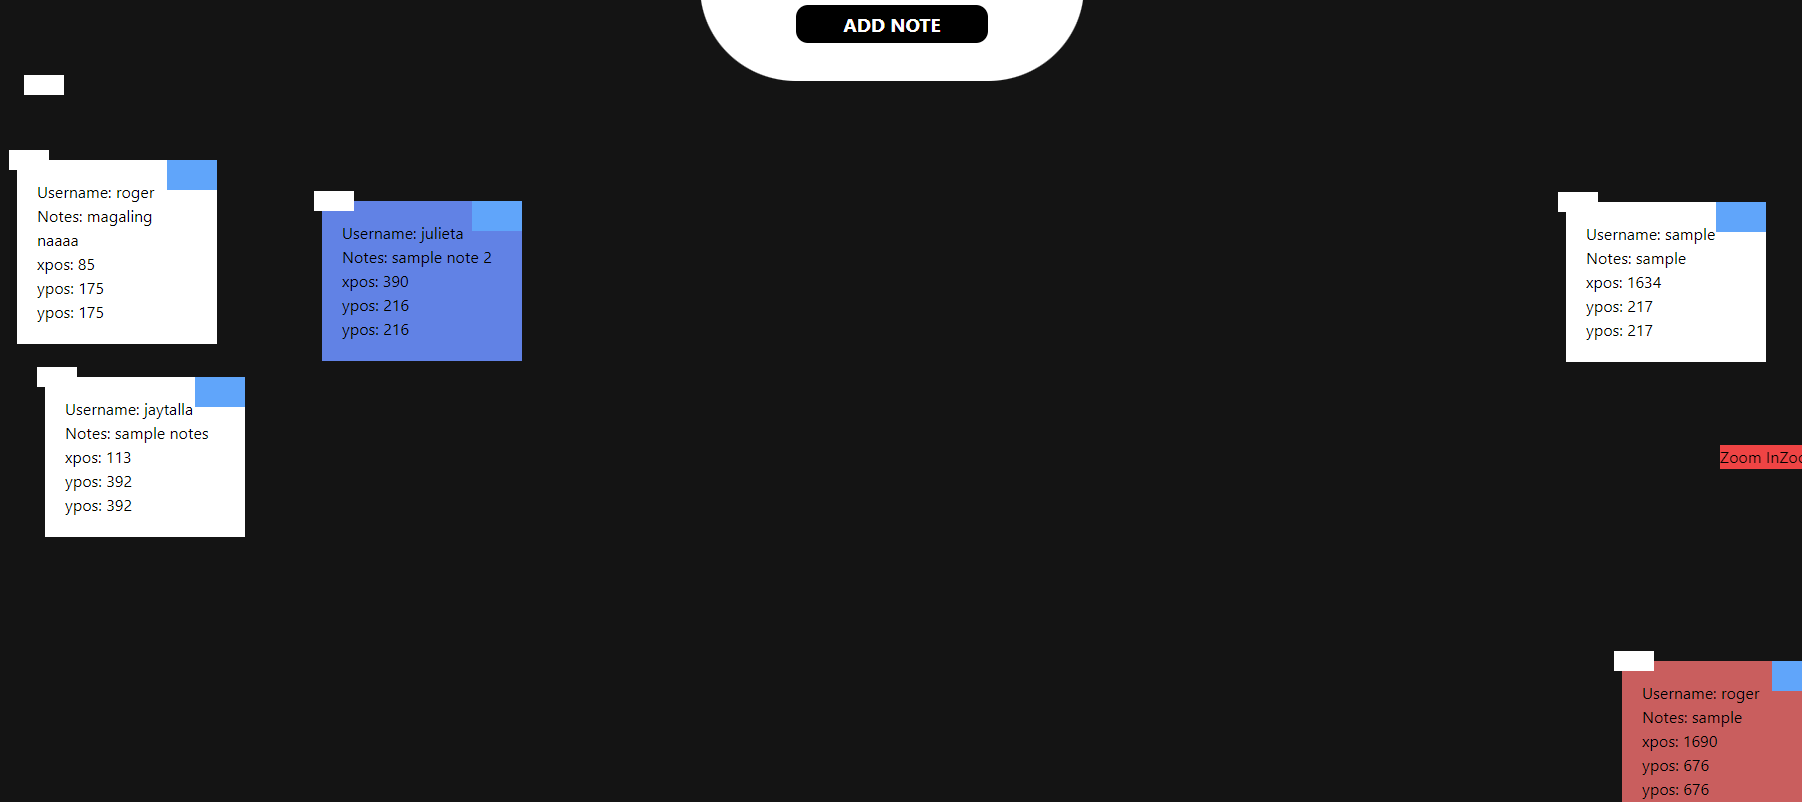 ADD NOTE
Username: roger
Notes: magaling
naaaa
xpos: 85
ypos: 175
ypos: 175
Username: julieta
Notes: sample note 2
xpos: 390
ypos: 216
ypos: 216
Username: sample
Notes: sample
xpos: 1634
ypos: 217
ypos: 217
Username: jaytalla
Notes: sample notes
xpos: 113
ypos: 392
ypos: 392
Zoom InZoo
Username: roger
Notes: sample
xpos: 1690
ypos: 676
ypos: 676